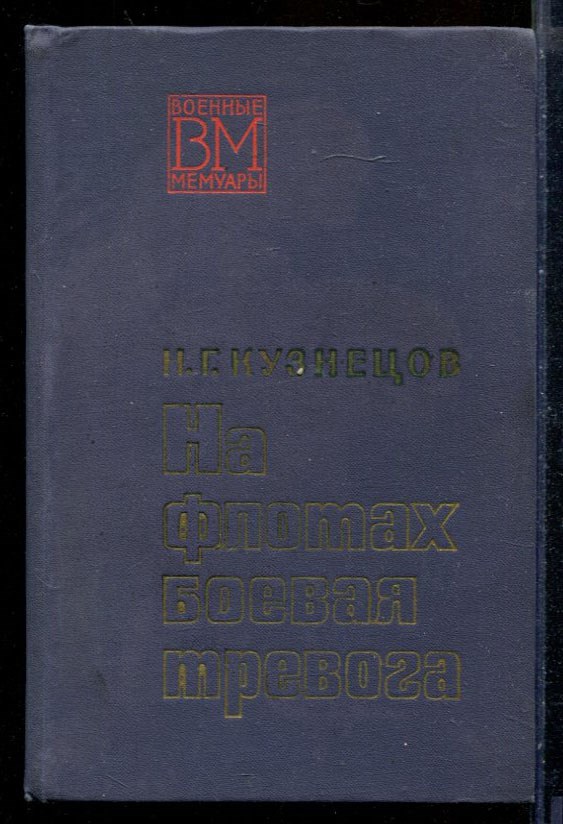 ВОЕННЫЕ
ВМ
МЕМУАРЫ
Н.Г.КУЗНЕЦОВ
На
флотах
боевая
тревога